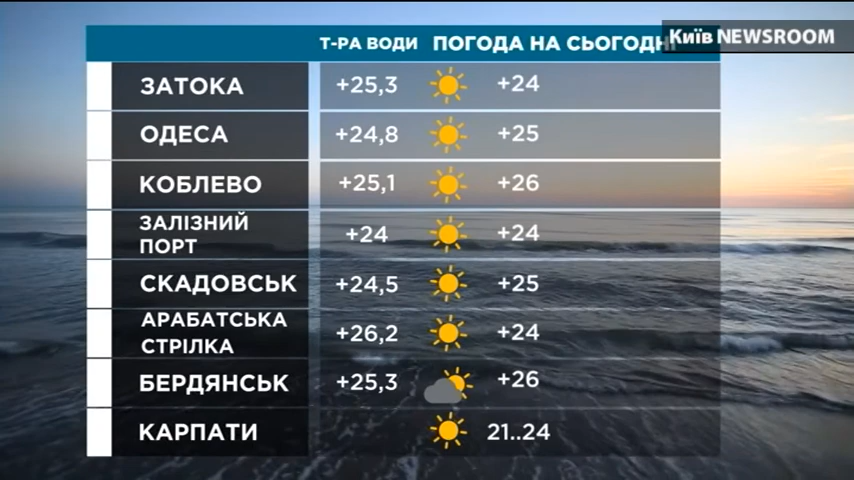 Київ NEWSROOM
Т-РА ВОДИ ПОГОДА НА СЬОГОДНІ
ЗАТОКА +25,3 +24
ОДЕСА +24,8 +25
КОБЛЕВО +25,1 +26
ЗАЛІЗНИЙ
ПОРТ +24 +24
СКАДОВСЬК +24,5 +25
АРАБАТСЬКА
СТРІЛКА +26,2 +24
БЕРДЯНСЬК +25,3 +26
КАРПАТИ 21..24